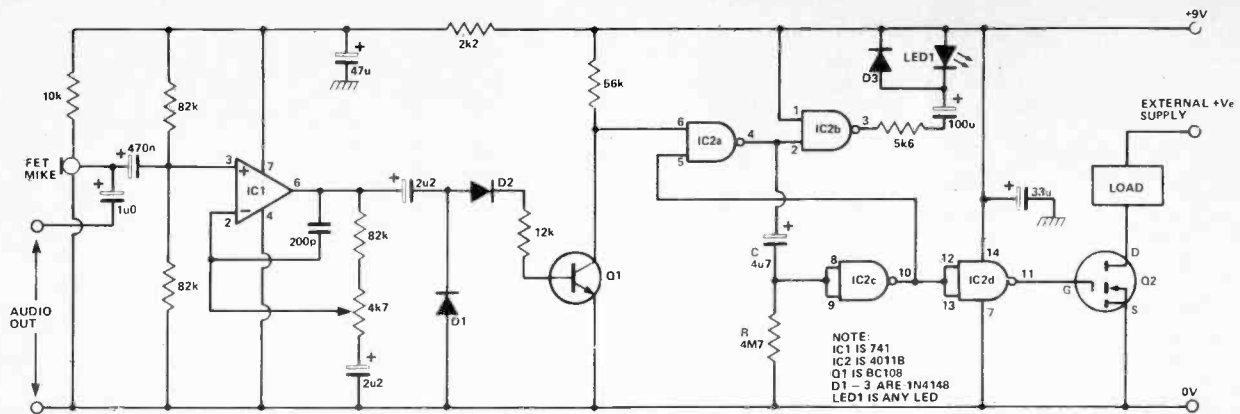 +9V
2k2
+
47u
10k
82k
56k
D3
LED1
+
100u
EXTERNAL +Ve
SUPPLY
1
2
IC2b
3
5k6
6
5
IC2a
4
FET
MIKE
+
470n
+
1u0
3
+
7
IC1
6
−
2
4
+
2u2
D2
200p
82k
12k
LOAD
+
33u
Q1
+
C
4u7
8
9
IC2c
10
12
13
14
IC2d
11
7
D
G
Q2
S
AUDIO
OUT
82k
4k7
D1
R
4M7
+
2u2
NOTE:
IC1 IS 741
IC2 IS 4011B
Q1 IS BC108
D1 – 3 ARE 1N4148
LED1 IS ANY LED
0V